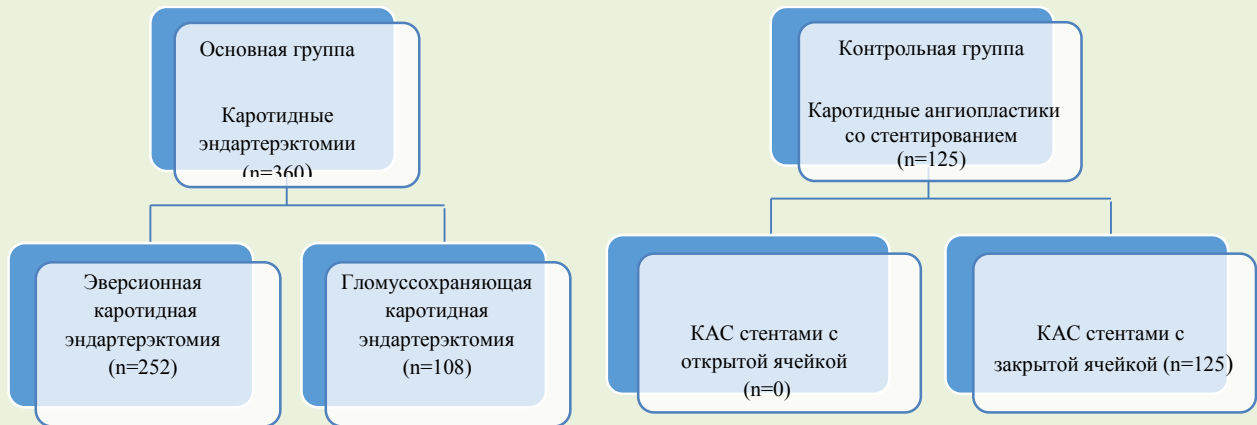 Основная группа
Каротидные
эндартерэктомии
(n=360)
Эверсионная
каротидная
эндартерэктомия
(n=252)
Гломуссохраняющая
каротидная
эндартерэктомия
(n=108)
Контрольная группа
Каротидные ангиопластики
со стентированием
(n=125)
КАС стентами с
открытой ячейкой
(n=0)
КАС стентами с
закрытой ячейкой (n=125)